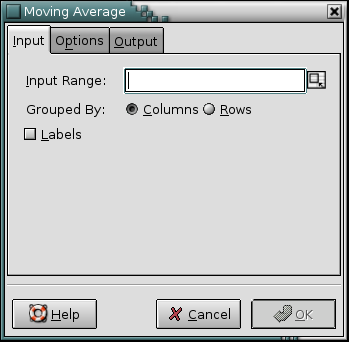 Moving Average
Input Options Output
Input Range:
Grouped By: Columns Rows
Labels
Help Cancel OK